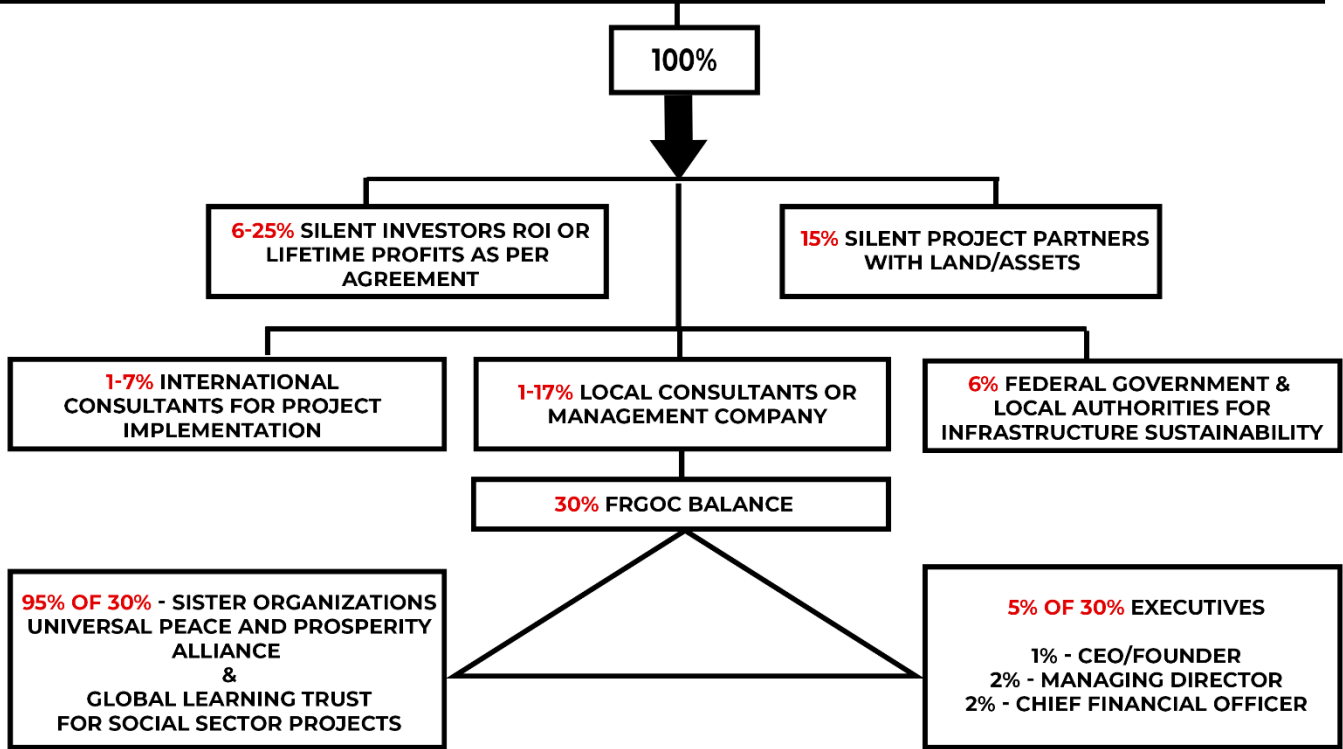 100%
6-25% SILENT INVESTORS ROI OR
LIFETIME PROFITS AS PER
AGREEMENT
15% SILENT PROJECT PARTNERS
WITH LAND/ASSETS
1-7% INTERNATIONAL
CONSULTANTS FOR PROJECT
IMPLEMENTATION
1-17% LOCAL CONSULTANTS OR
MANAGEMENT COMPANY
6% FEDERAL GOVERNMENT &
LOCAL AUTHORITIES FOR
INFRASTRUCTURE SUSTAINABILITY
30% FRGOC BALANCE
95% OF 30% - SISTER ORGANIZATIONS
UNIVERSAL PEACE AND PROSPERITY
ALLIANCE
&
GLOBAL LEARNING TRUST
FOR SOCIAL SECTOR PROJECTS
5% OF 30% EXECUTIVES
1% - CEO/FOUNDER
2% - MANAGING DIRECTOR
2% - CHIEF FINANCIAL OFFICER